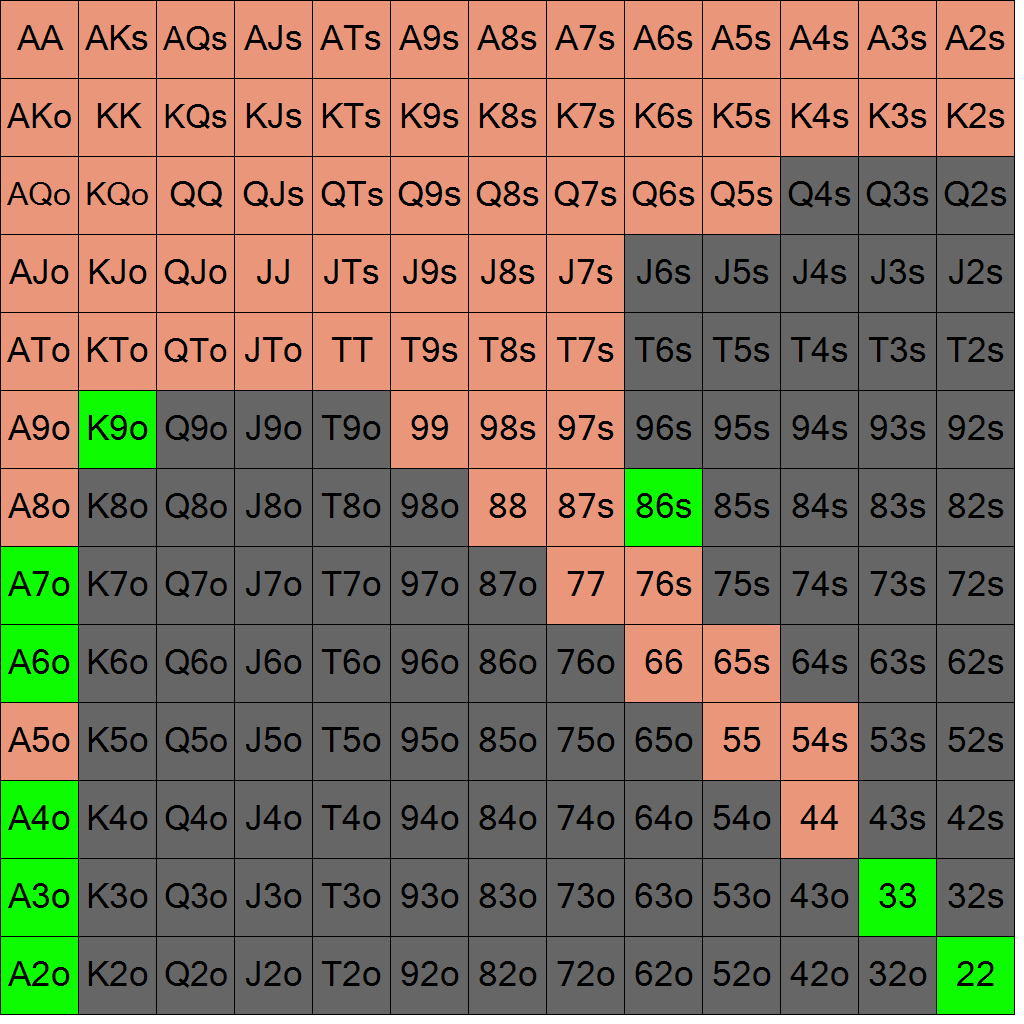 AA AKs AQs AJs ATs A9s A8s A7s A6s A5s A4s A3s A2s
AKo KK KQs KJs KTs K9s K8s K7s K6s K5s K4s K3s K2s
AQo KQo QQ QJs QTs Q9s Q8s Q7s Q6s Q5s Q4s Q3s Q2s
AJo KJo QJo JJ JTs J9s J8s J7s J6s J5s J4s J3s J2s
ATo KTo QTo JTo TT T9s T8s T7s T6s T5s T4s T3s T2s
A9o K9o Q9o J9o T9o 99 98s 97s 96s 95s 94s 93s 92s
A8o K8o Q8o J8o T8o 98o 88 87s 86s 85s 84s 83s 82s
A7o K7o Q7o J7o T7o 97o 87o 77 76s 75s 74s 73s 72s
A6o K6o Q6o J6o T6o 96o 86o 76o 66 65s 64s 63s 62s
A5o K5o Q5o J5o T5o 95o 85o 75o 65o 55 54s 53s 52s
A4o K4o Q4o J4o T4o 94o 84o 74o 64o 54o 44 43s 42s
A3o K3o Q3o J3o T3o 93o 83o 73o 63o 53o 43o 33 32s
A2o K2o Q2o J2o T2o 92o 82o 72o 62o 52o 42o 32o 22